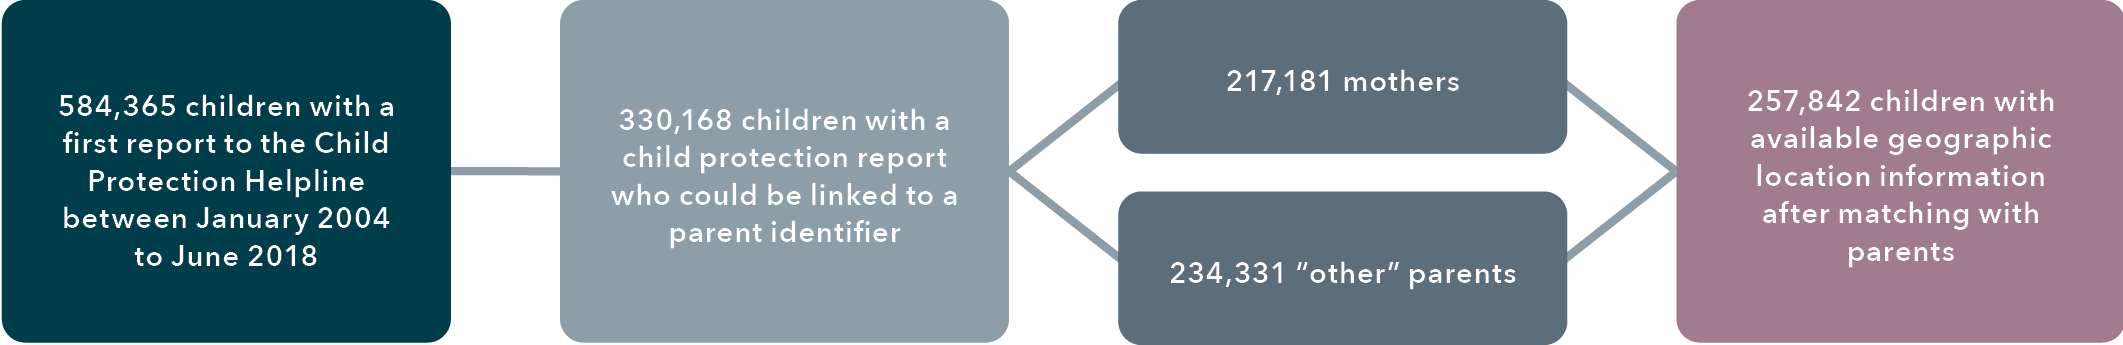 584,365 children with a
first report to the Child
Protection Helpline
between January 2004
to June 2018
330,168 children with a
child protection report
who could be linked to a
parent identifier
217,181 mothers
234,331 “other” parents
257,842 children with
available geographic
location information
after matching with
parents